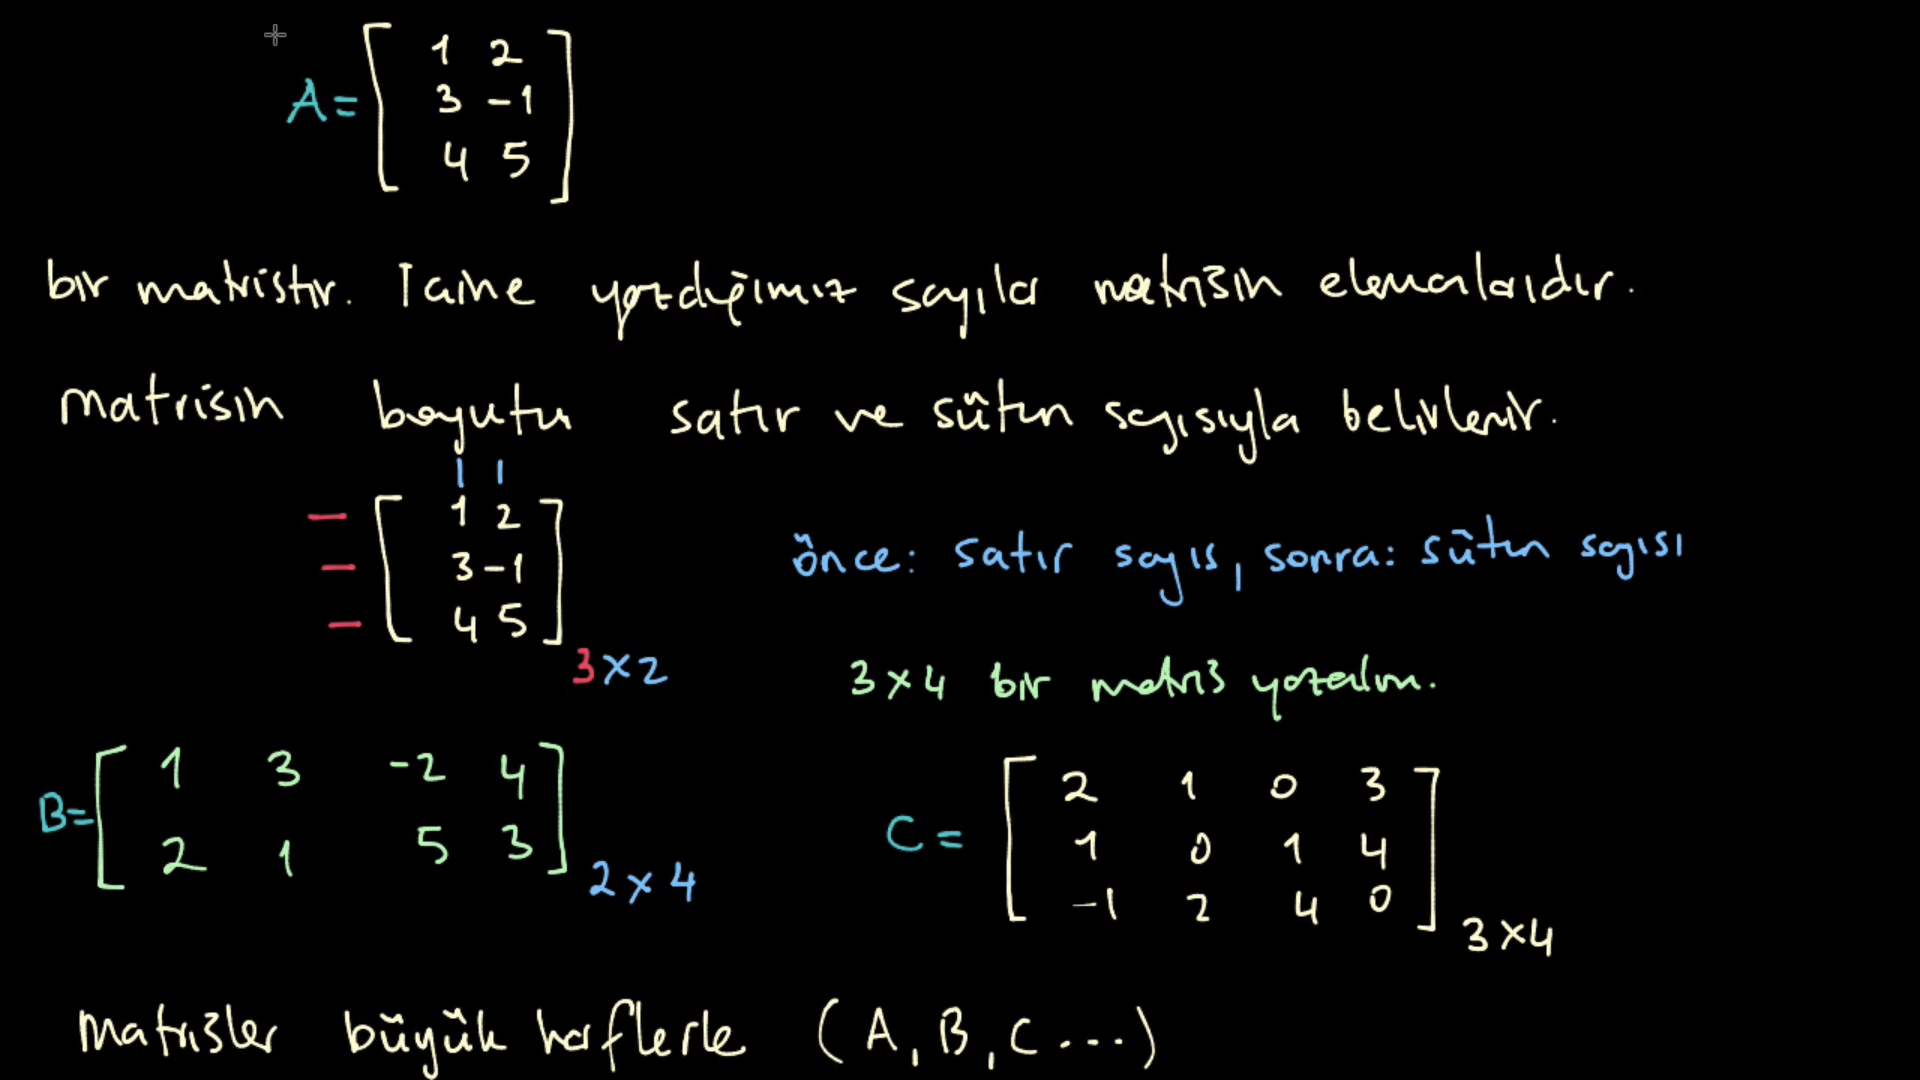 A = [ 1 2
3 -1
4 5 ]
bir matristir. İçine yazdığımız sayılar matrisin elemanlarıdır.
matrisin boyutu satır ve sütun sayısıyla belirlenir.
[ 1 2
3 -1
4 5 ] 3×2
önce: satır sayıs, sonra: sütun sayısı
3×4 bir matris yazalım.
B = [ 1 3 -2 4
2 1 5 3 ] 2×4
C = [ 2 1 0 3
1 0 1 4
-1 2 4 0 ] 3×4
Matrisler büyük harflerle (A, B, C ...)